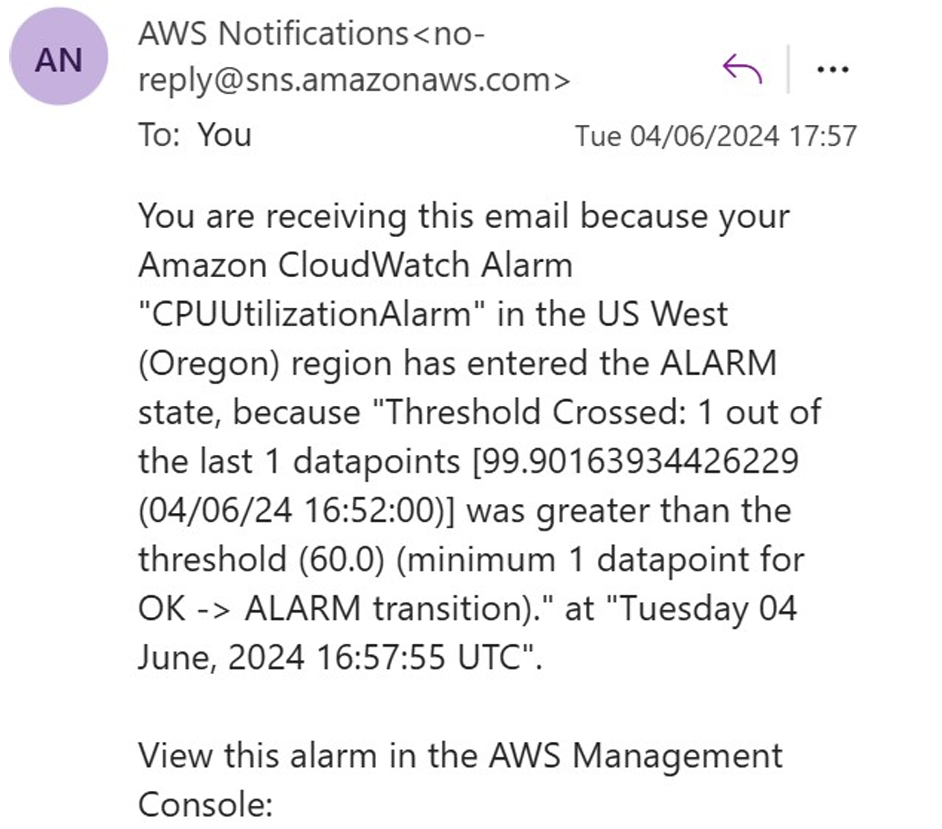 AN
AWS Notifications<no-
reply@sns.amazonaws.com>
To: You
Tue 04/06/2024 17:57
You are receiving this email because your
Amazon CloudWatch Alarm
"CPUUtilizationAlarm" in the US West
(Oregon) region has entered the ALARM
state, because "Threshold Crossed: 1 out of
the last 1 datapoints [99.90163934426229
(04/06/24 16:52:00)] was greater than the
threshold (60.0) (minimum 1 datapoint for
OK -> ALARM transition)." at "Tuesday 04
June, 2024 16:57:55 UTC".
View this alarm in the AWS Management
Console: